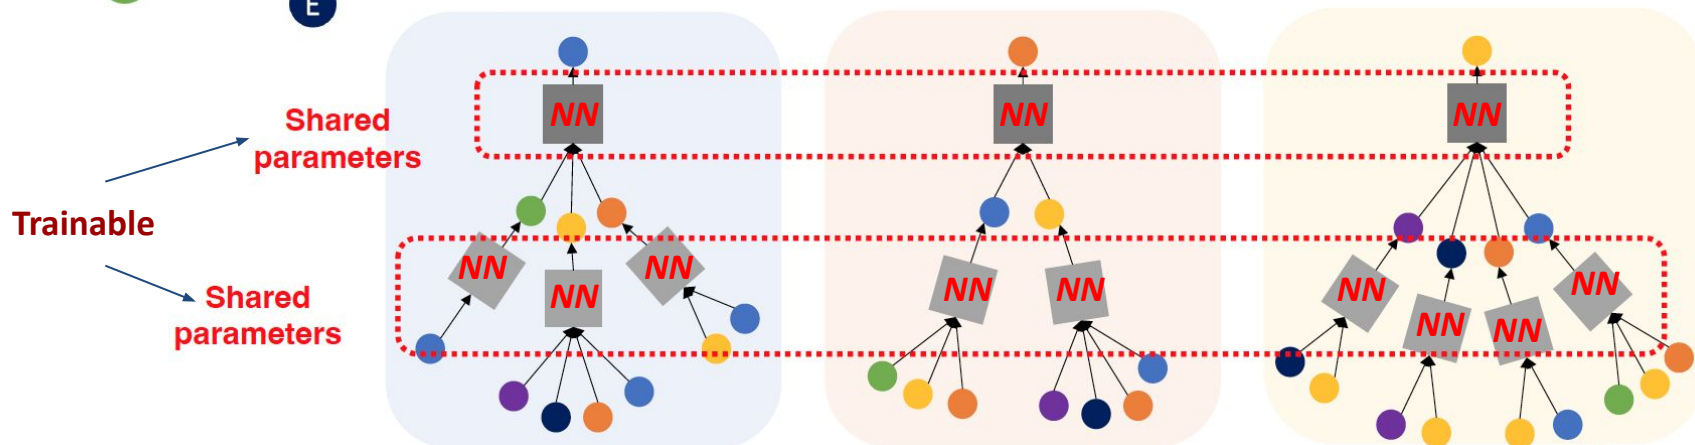 E
NN NN NN
Shared
parameters
Trainable
NN NN NN NN NN NN
NN NN NN
Shared
parameters